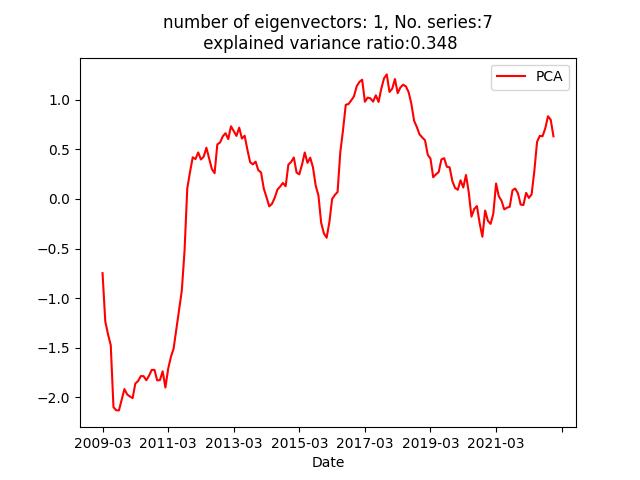 number of eigenvectors: 1, No. series:7
explained variance ratio:0.348
PCA
1.0
0.5
0.0
−0.5
−1.0
−1.5
−2.0
2009-03 2011-03 2013-03 2015-03 2017-03 2019-03 2021-03
Date